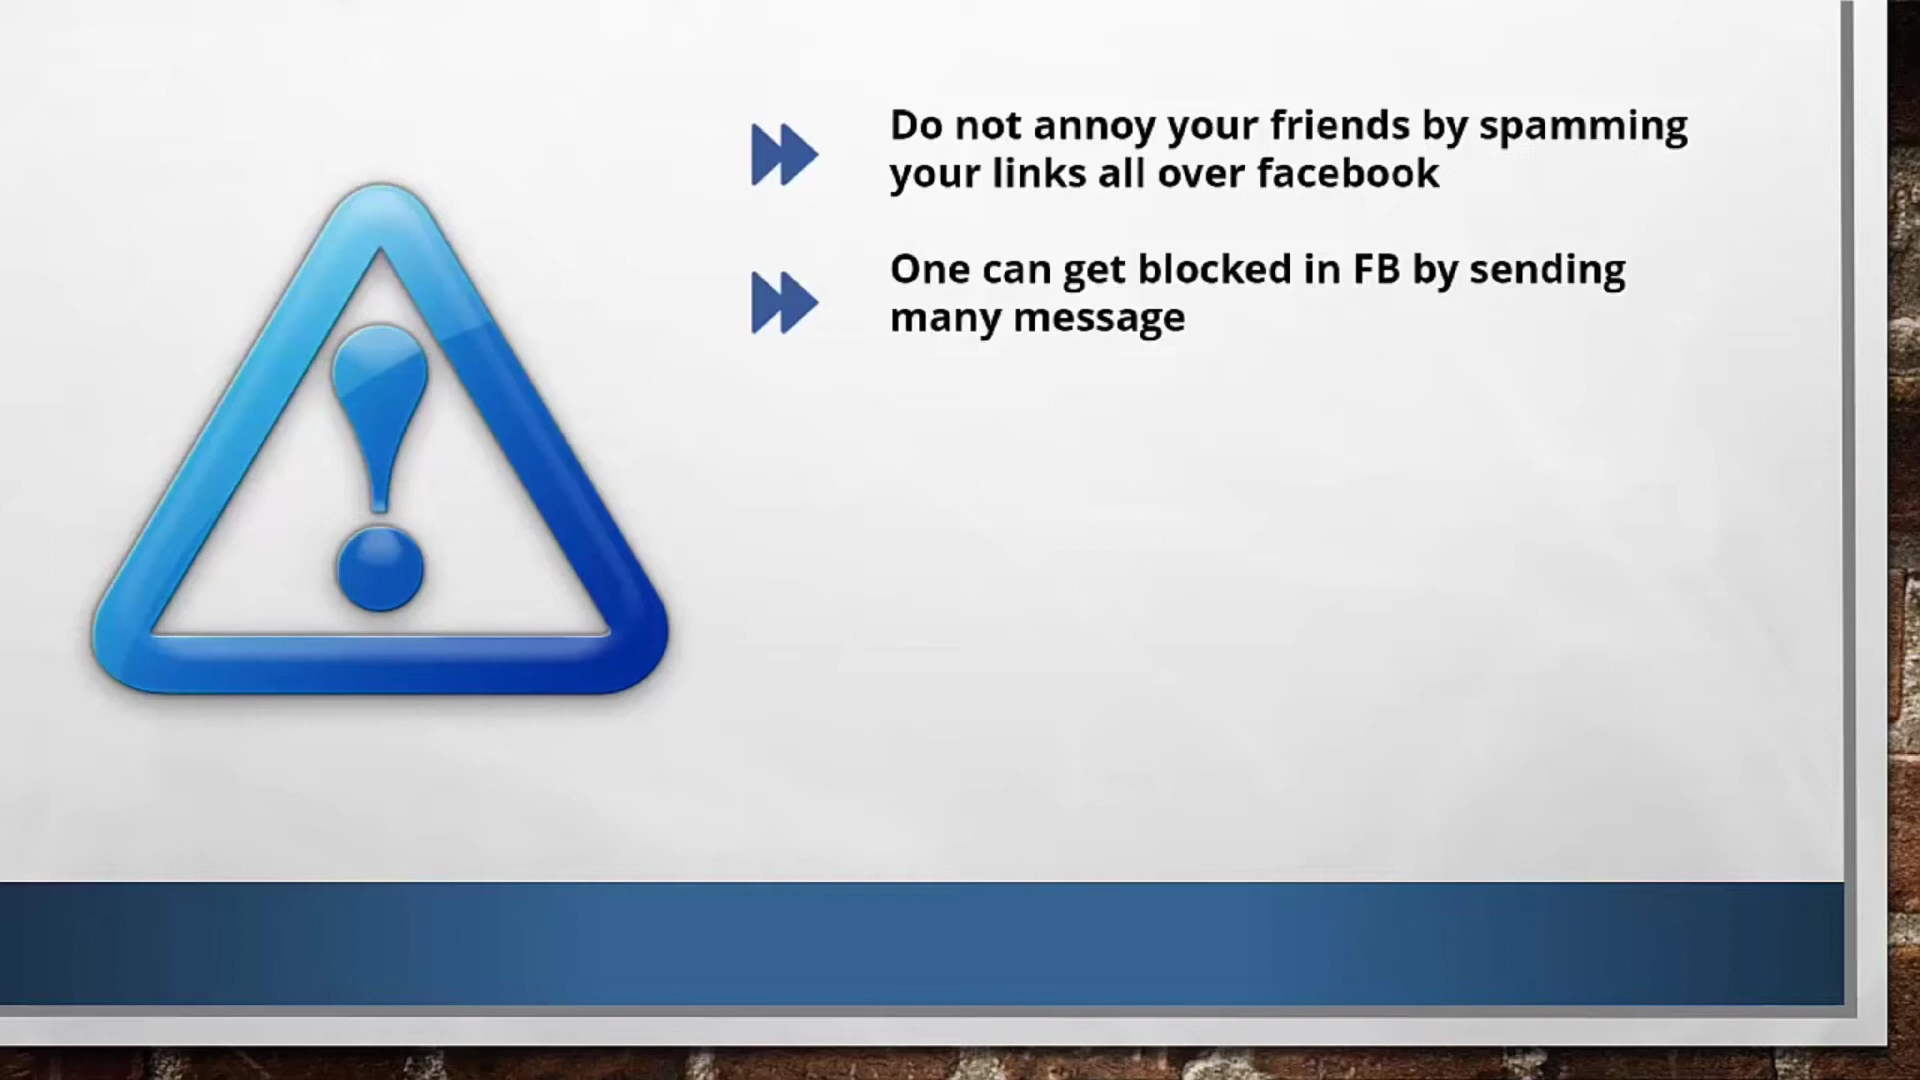 Do not annoy your friends by spamming
your links all over facebook
One can get blocked in FB by sending
many message